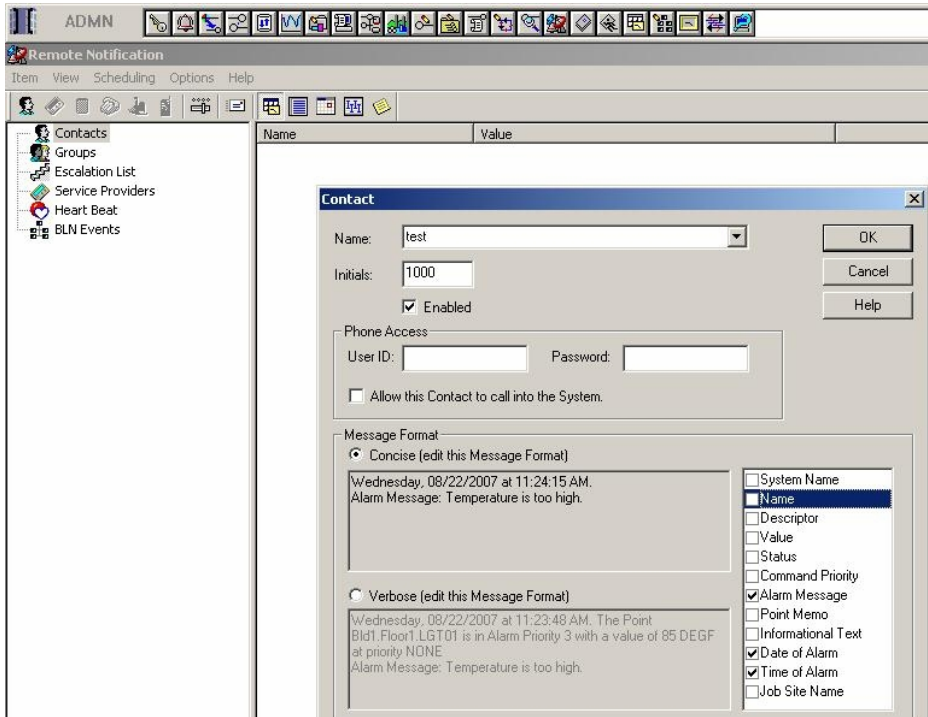 ADMN
Remote Notification
Item View Scheduling Options Help
Contacts
Groups
Escalation List
Service Providers
Heart Beat
BLN Events
Name Value
Contact
Name: test
OK
Initials: 1000
Cancel
Enabled
Help
Phone Access
User ID: Password:
Allow this Contact to call into the System.
Message Format
Concise (edit this Message Format)
Wednesday, 08/22/2007 at 11:24:15 AM.
Alarm Message: Temperature is too high.
System Name
Name
Descriptor
Value
Status
Command Priority
Alarm Message
Point Memo
Informational Text
Date of Alarm
Time of Alarm
Job Site Name
Verbose (edit this Message Format)
Wednesday, 08/22/2007 at 11:23:48 AM. The Point
Bld1.Floor1.LGT01 is in Alarm Priority 3 with a value of 85 DEGF
at priority NONE
Alarm Message: Temperature is too high.